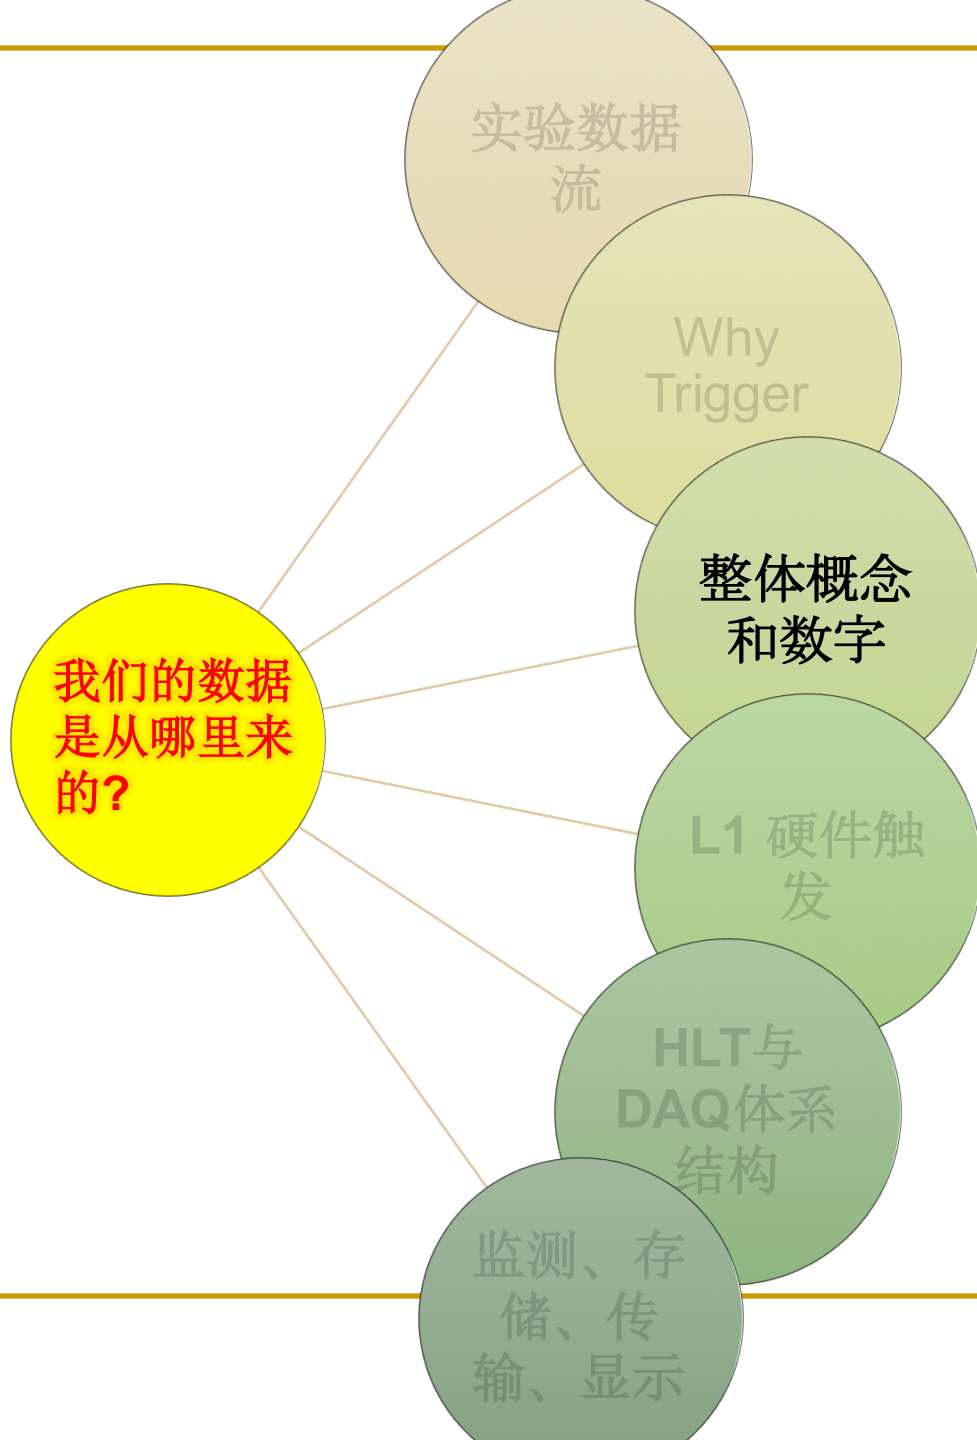 实验数据
流
Why
Trigger
整体概念
和数字
我们的数据
是从哪里来
的?
L1 硬件触
发
HLT与
DAQ体系
结构
监测、存
储、传
输、显示